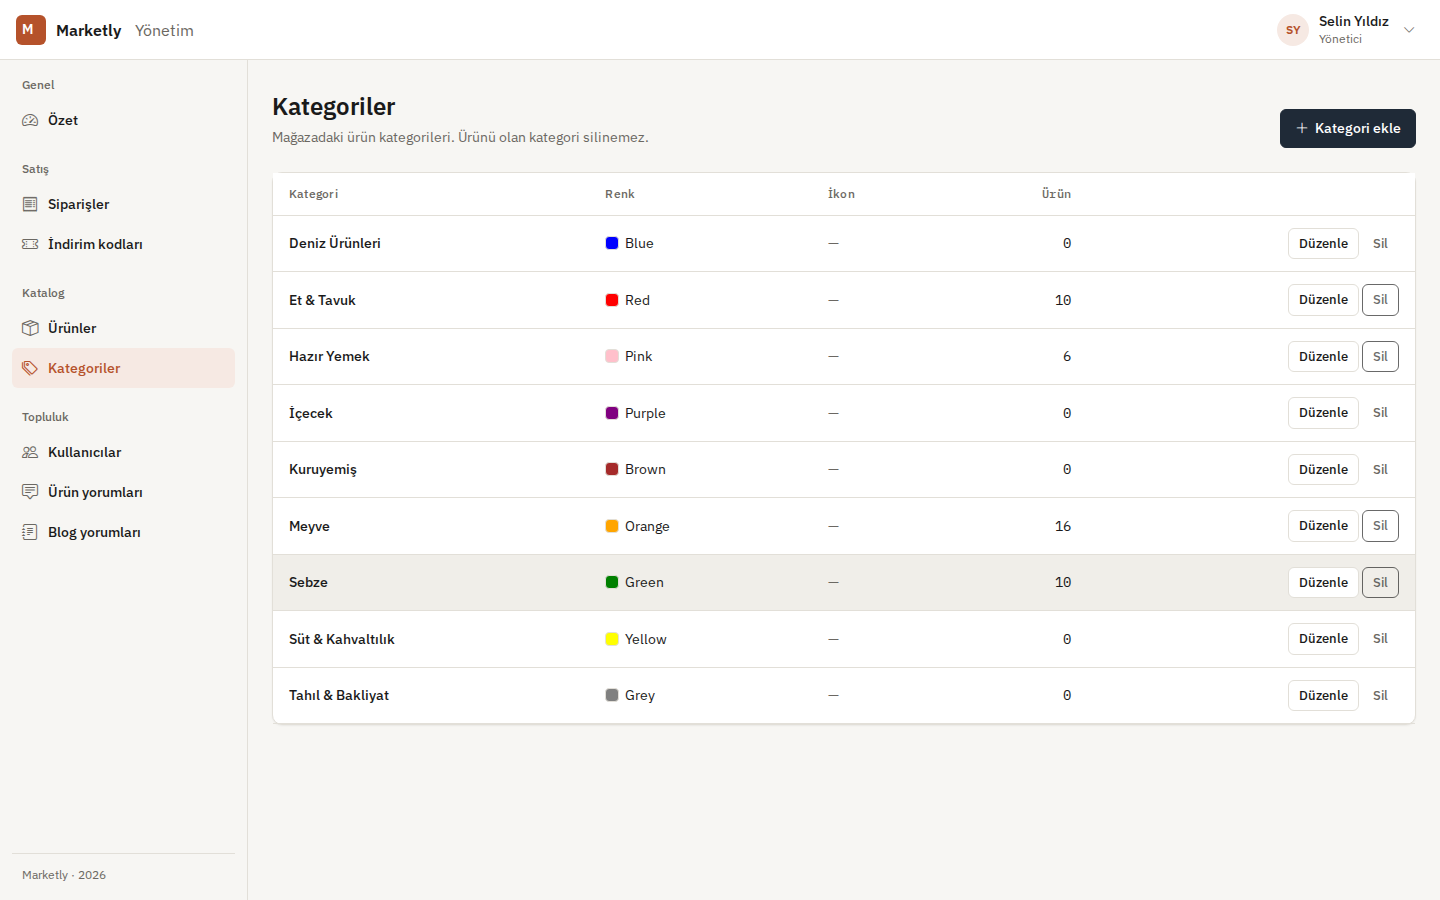 M Marketly Yönetim
SY Selin Yıldız
Yönetici
Genel
Özet
Satış
Siparişler
İndirim kodları
Katalog
Ürünler
Kategoriler
Topluluk
Kullanıcılar
Ürün yorumları
Blog yorumları
Marketly · 2026
Kategoriler
Mağazadaki ürün kategorileri. Ürünü olan kategori silinemez.
+ Kategori ekle
Kategori Renk İkon Ürün
Deniz Ürünleri Blue — 0 Düzenle Sil
Et & Tavuk Red — 10 Düzenle Sil
Hazır Yemek Pink — 6 Düzenle Sil
İçecek Purple — 0 Düzenle Sil
Kuruyemiş Brown — 0 Düzenle Sil
Meyve Orange — 16 Düzenle Sil
Sebze Green — 10 Düzenle Sil
Süt & Kahvaltılık Yellow — 0 Düzenle Sil
Tahıl & Bakliyat Grey — 0 Düzenle Sil